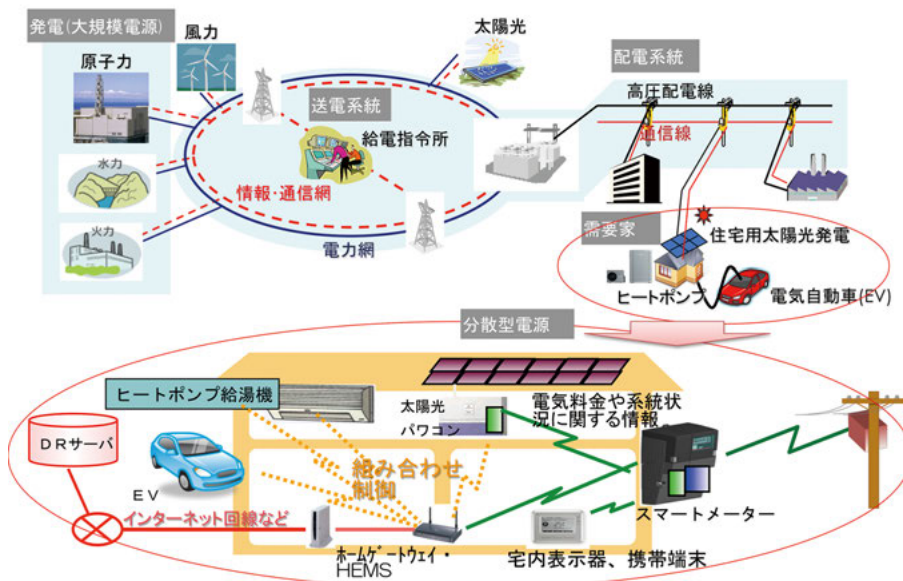 発電(大規模電源)
風力
太陽光
配電系統
原子力
高圧配電線
送電系統
給電指令所
通信線
水力
情報・通信網
火力
電力網
需要家
住宅用太陽光発電
ヒートポンプ
電気自動車(EV)
分散型電源
ヒートポンプ給湯機
太陽光
パワコン
電気料金や系統状
況に関する情報
DRサーバ
組み合わせ
制御
EV
インターネット回線など
スマートメーター
ホームゲートウェイ・
HEMS
宅内表示器、携帯端末